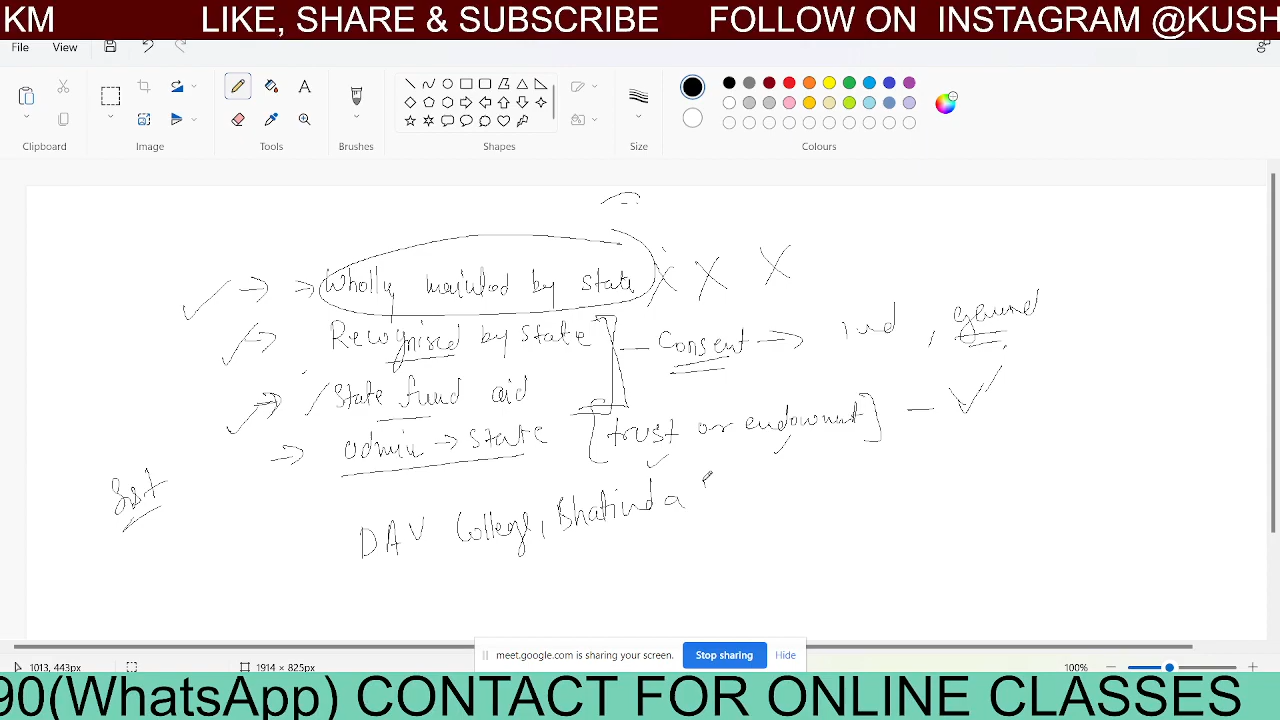 KM LIKE, SHARE & SUBSCRIBE FOLLOW ON INSTAGRAM @KUSH
File View
Clipboard Image Tools Brushes Shapes Size Colours
→ → Wholly by state X X X
→ Recognised by state
— Consent → ind , general
→ State fund aid
→ admin → state [trust or endowment] —
DAV College, Bhatinda
meet.google.com is sharing your screen. Stop sharing Hide
1013, 443px 1914 × 825px 100%
90(WhatsApp) CONTACT FOR ONLINE CLASSES